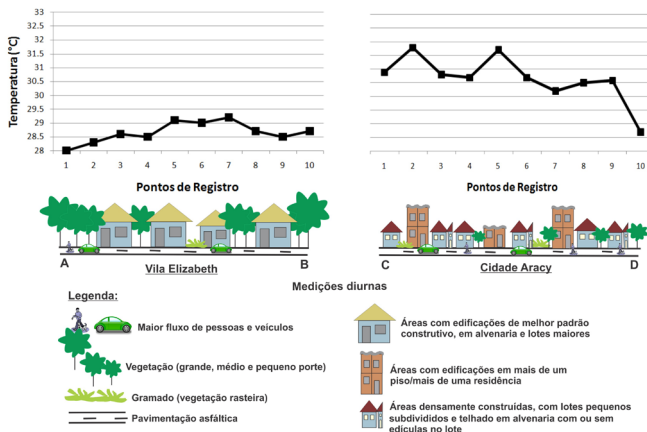 Temperatura (°C)
33
32.5
32
31.5
31
30.5
30
29.5
29
28.5
28
1 2 3 4 5 6 7 8 9 10
1 2 3 4 5 6 7 8 9 10
Pontos de Registro
Pontos de Registro
A
Vila Elizabeth
B
C
Cidade Aracy
D
Medições diurnas
Legenda:
Maior fluxo de pessoas e veículos
Vegetação (grande, médio e pequeno porte)
Gramado (vegetação rasteira)
Pavimentação asfáltica
Áreas com edificações de melhor padrão
construtivo, em alvenaria e lotes maiores
Áreas com edificações em mais de um
piso/mais de uma residência
Áreas densamente construídas, com lotes pequenos
subdivididos e telhado em alvenaria com ou sem
edículas no lote